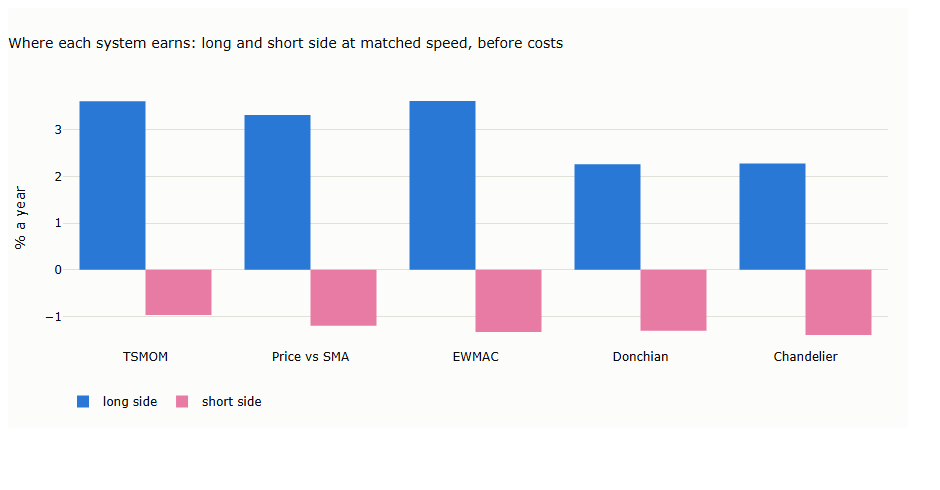 Where each system earns: long and short side at matched speed, before costs
% a year
3
2
1
0
−1
TSMOM Price vs SMA EWMAC Donchian Chandelier
long side short side